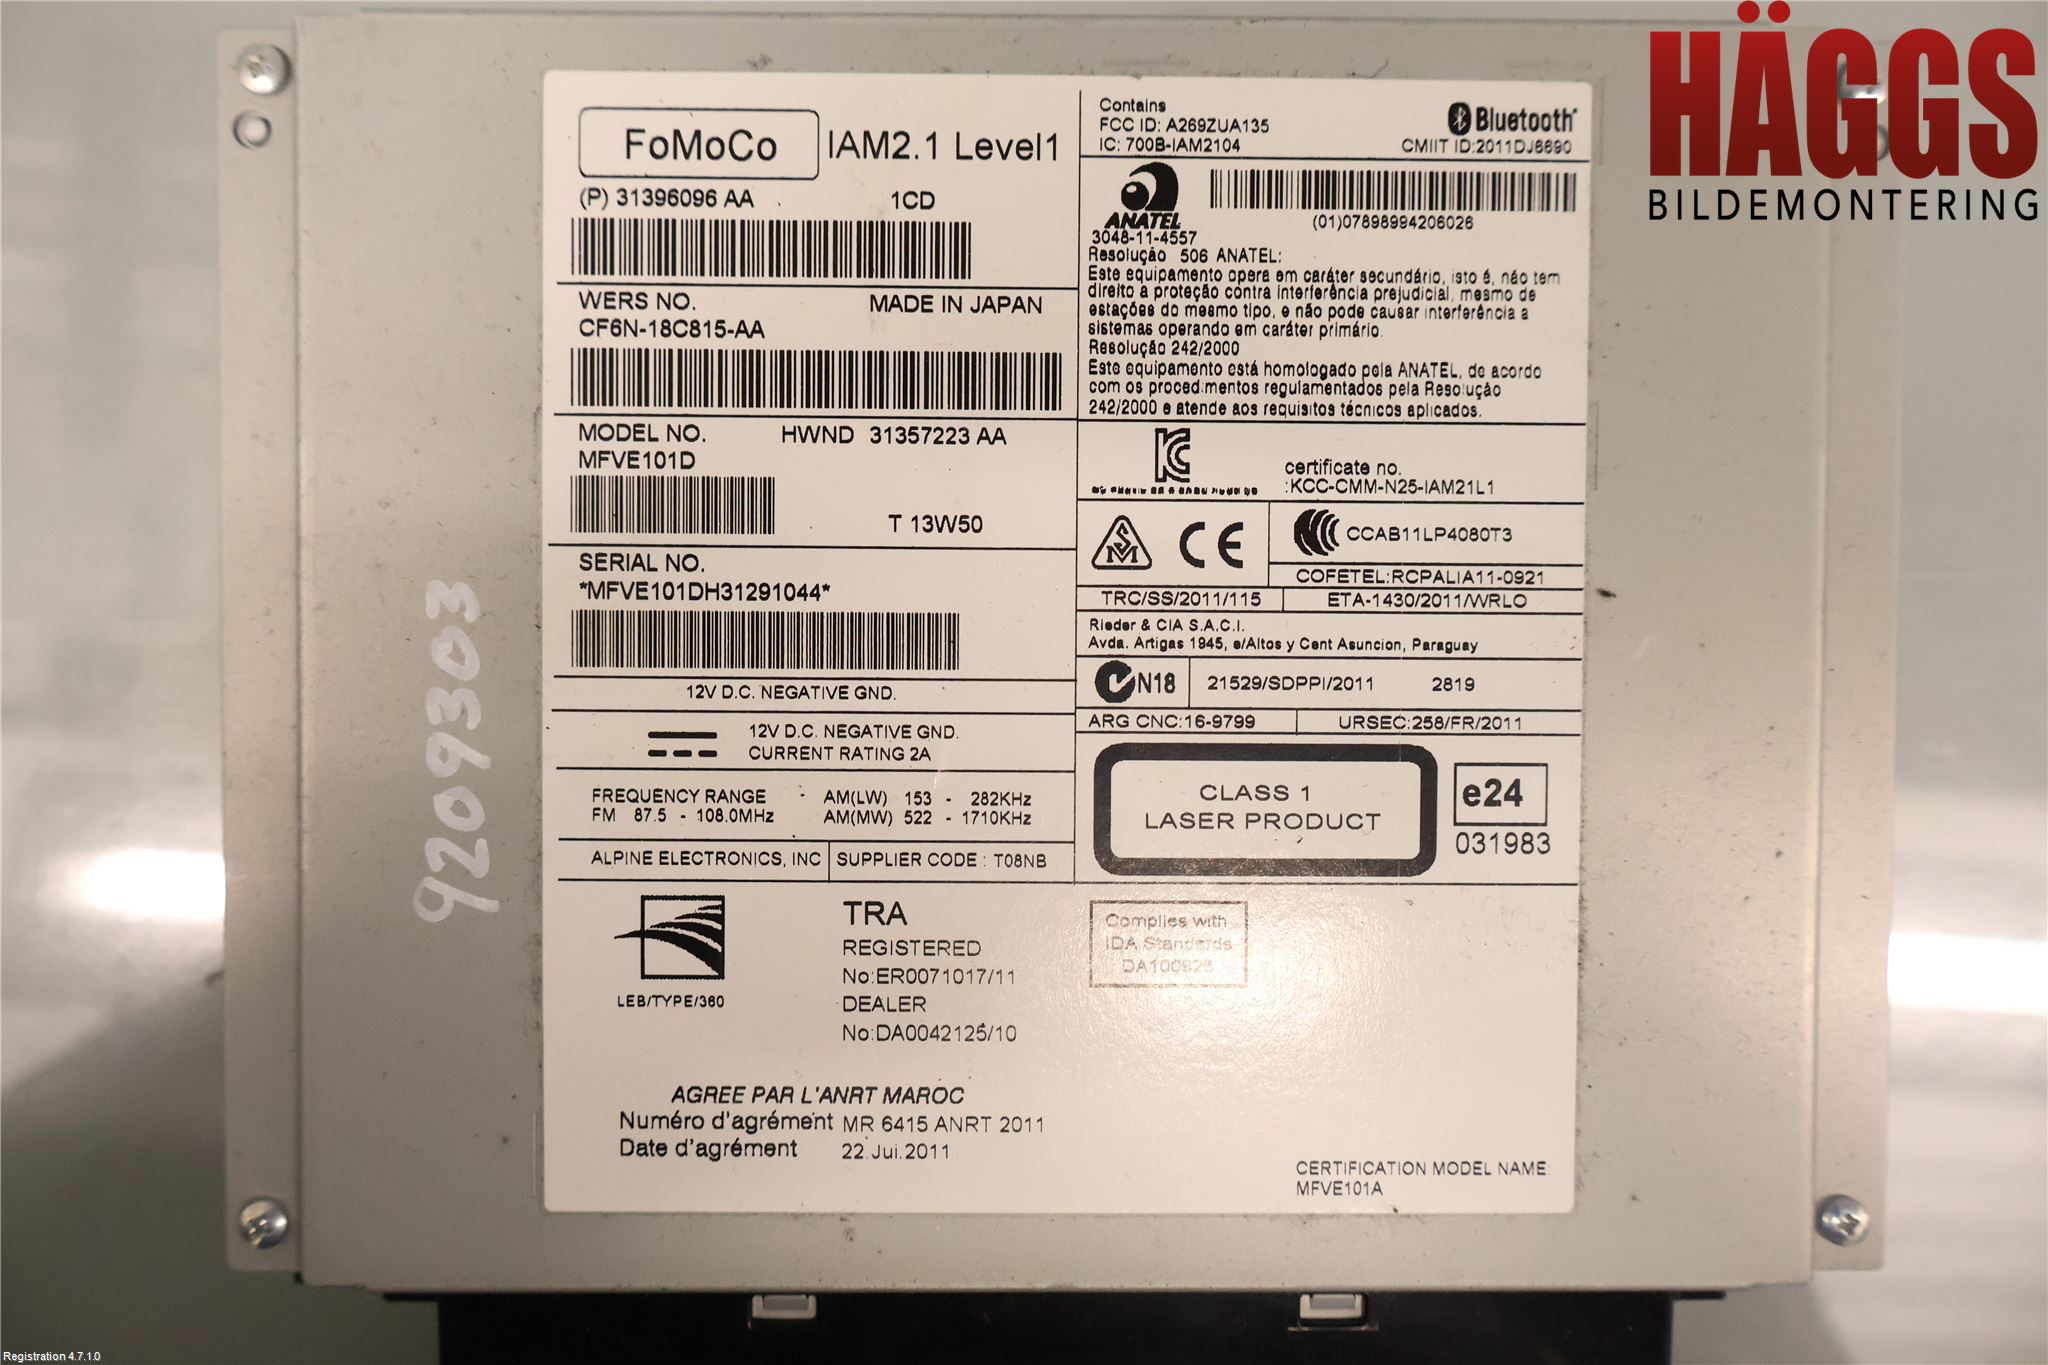 HÄGGS
BILDEMONTERING
FoMoCo IAM2.1 Level1
(P) 31396096 AA 1CD
WERS NO. MADE IN JAPAN
CF6N-18C815-AA
MODEL NO. HWND 31357223 AA
MFVE101D
T 13W50
SERIAL NO.
*MFVE101DH31291044*
12V D.C. NEGATIVE GND.
12V D.C. NEGATIVE GND.
CURRENT RATING 2A
FREQUENCY RANGE AM(LW) 153 - 282KHz
FM 87.5 - 108.0MHz AM(MW) 522 - 1710KHz
ALPINE ELECTRONICS, INC SUPPLIER CODE : T08NB
Contains
FCC ID: A269ZUA135
IC: 700B-IAM2104
Bluetooth
CMIIT ID:2011DJ6690
ANATEL
3048-11-4557
(01)07898994206026
Resolução 506 ANATEL:
Este equipamento opera em caráter secundário, isto é, não tem
direito a proteção contra interferência prejudicial, mesmo de
estações do mesmo tipo, e não pode causar interferência a
sistemas operando em caráter primário.
Resolução 242/2000
Este equipamento está homologado pela ANATEL, de acordo
com os procedimentos regulamentados pela Resolução
242/2000 e atende aos requisitos técnicos aplicados.
certificate no.
:KCC-CMM-N25-IAM21L1
SM CE CCAB11LP4080T3
COFETEL:RCPALIA11-0921
TRC/SS/2011/115 ETA-1430/2011/WRLO
Rieder & CIA S.A.C.I.
Avda. Artigas 1945, e/Altos y Cent Asuncion, Paraguay
N18 21529/SDPPI/2011 2819
ARG CNC:16-9799 URSEC:258/FR/2011
CLASS 1
LASER PRODUCT
e24
031983
LEB/TYPE/360
TRA
REGISTERED
No:ER0071017/11
DEALER
No:DA0042125/10
Complies with
IDA Standards
DA100925
AGREE PAR L'ANRT MAROC
Numéro d'agrément MR 6415 ANRT 2011
Date d'agrément 22.Jui.2011
CERTIFICATION MODEL NAME:
MFVE101A
9209303
Registration 4.7.1.0